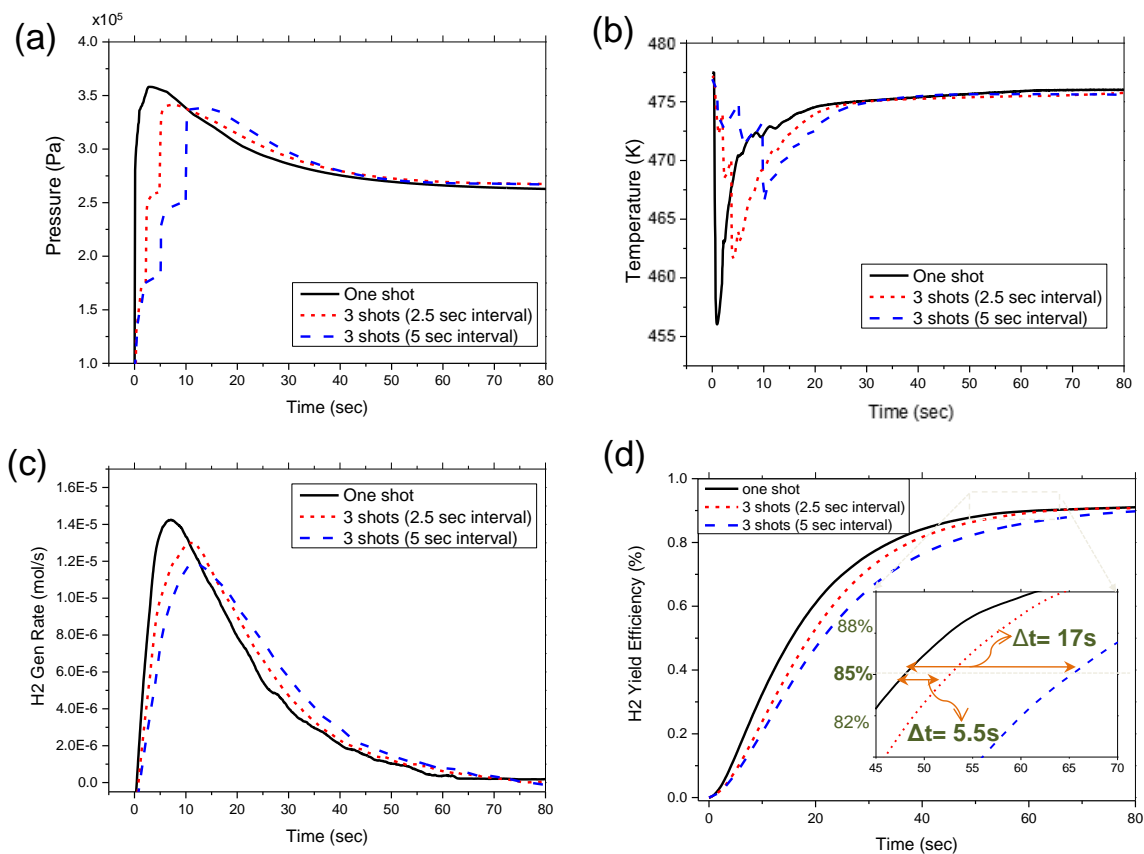 (a)
x10⁵
4.0
3.5
3.0
2.5
2.0
1.5
1.0
Pressure (Pa)
One shot
3 shots (2.5 sec interval)
3 shots (5 sec interval)
0 10 20 30 40 50 60 70 80
Time (sec)
(b)
480
475
470
465
460
455
Temperature (K)
One shot
3 shots (2.5 sec interval)
3 shots (5 sec interval)
0 10 20 30 40 50 60 70 80
Time (sec)
(c)
1.6E-5
1.4E-5
1.2E-5
1.0E-5
8.0E-6
6.0E-6
4.0E-6
2.0E-6
0.0
H2 Gen Rate (mol/s)
One shot
3 shots (2.5 sec interval)
3 shots (5 sec interval)
0 10 20 30 40 50 60 70 80
Time (sec)
(d)
1.0
0.8
0.6
0.4
0.2
0.0
H2 Yield Efficiency (%)
one shot
3 shots (2.5 sec interval)
3 shots (5 sec interval)
88%
85%
82%
Δt= 17s
Δt= 5.5s
45 50 55 60 65 70
0 20 40 60 80
Time (sec)